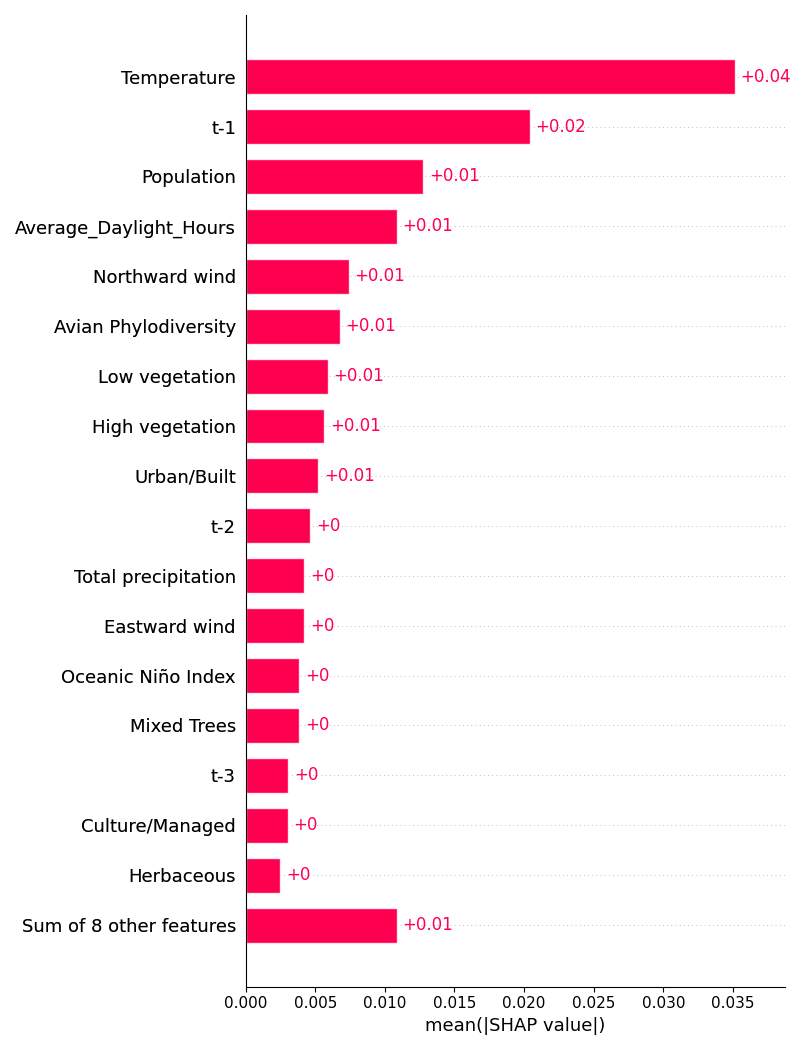 Temperature +0.04
t-1 +0.02
Population +0.01
Average_Daylight_Hours +0.01
Northward wind +0.01
Avian Phylodiversity +0.01
Low vegetation +0.01
High vegetation +0.01
Urban/Built +0.01
t-2 +0
Total precipitation +0
Eastward wind +0
Oceanic Niño Index +0
Mixed Trees +0
t-3 +0
Culture/Managed +0
Herbaceous +0
Sum of 8 other features +0.01
0.000 0.005 0.010 0.015 0.020 0.025 0.030 0.035
mean(|SHAP value|)